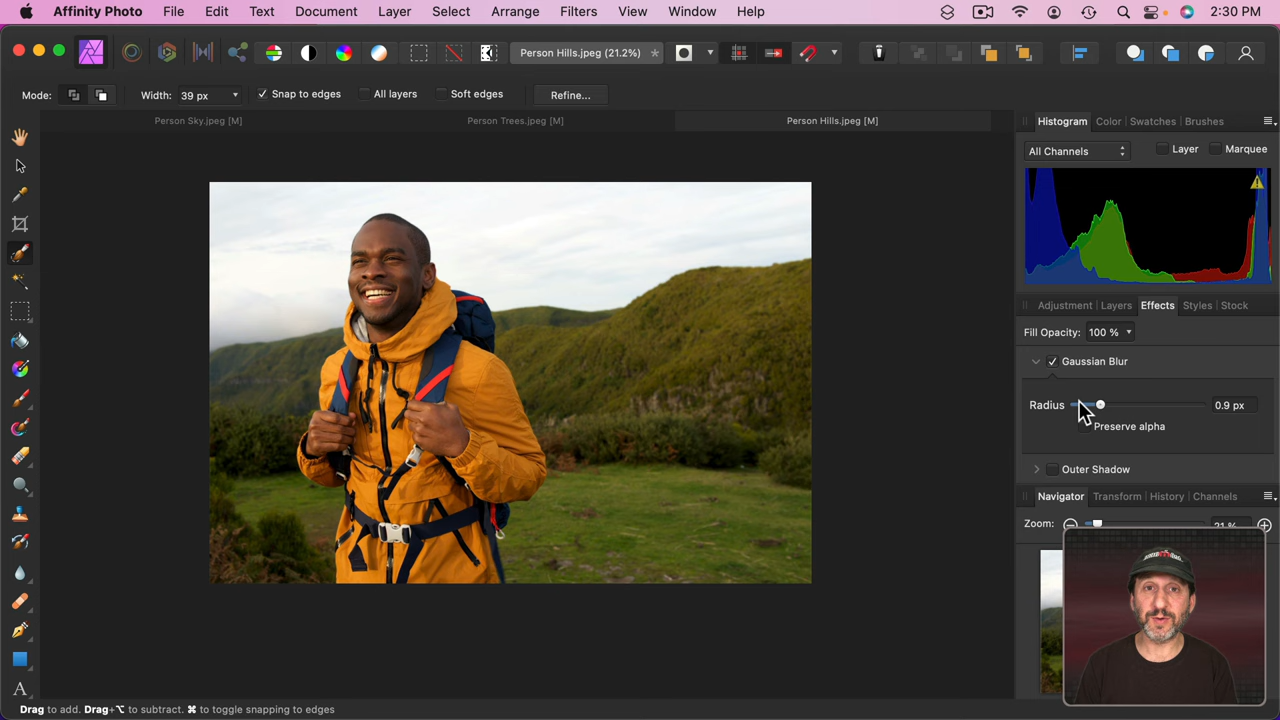 Affinity Photo File Edit Text Document Layer Select Arrange Filters View Window Help 2:30 PM
Person Hills.jpeg (21.2%)
Mode: Width: 39 px Snap to edges All layers Soft edges Refine...
Person Sky.jpeg [M] Person Trees.jpeg [M] Person Hills.jpeg [M]
Histogram Color Swatches Brushes
All Channels Layer Marquee
Adjustment Layers Effects Styles Stock
Fill Opacity: 100 %
Gaussian Blur
Radius 0.9 px
Preserve alpha
Outer Shadow
Navigator Transform History Channels
Zoom: 21 %
A
Drag to add. Drag+⌥ to subtract. ⌘ to toggle snapping to edges